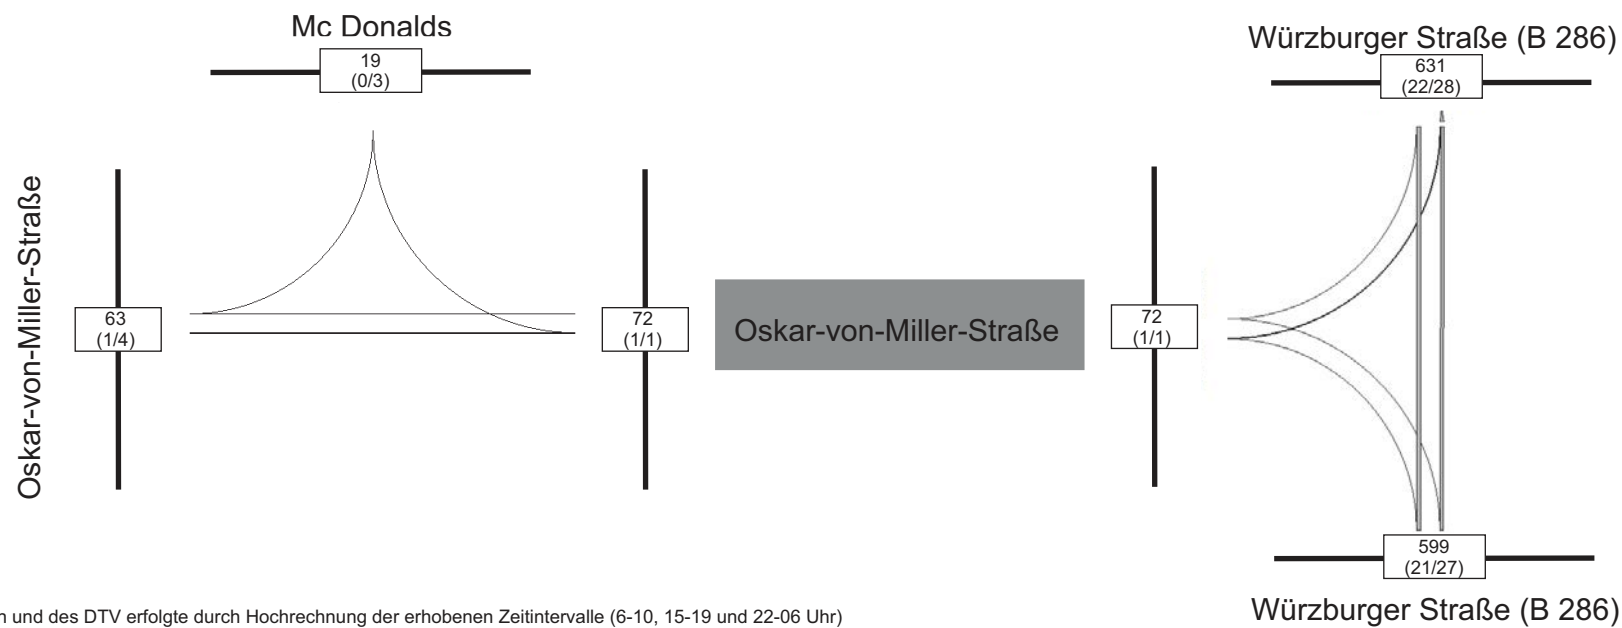 Mc Donalds
19
(0/3)
Würzburger Straße (B 286)
631
(22/28)
Oskar-von-Miller-Straße
63
(1/4)
72
(1/1)
Oskar-von-Miller-Straße
72
(1/1)
599
(21/27)
Würzburger Straße (B 286)
und des DTV erfolgte durch Hochrechnung der erhobenen Zeitintervalle (6-10, 15-19 und 22-06 Uhr)